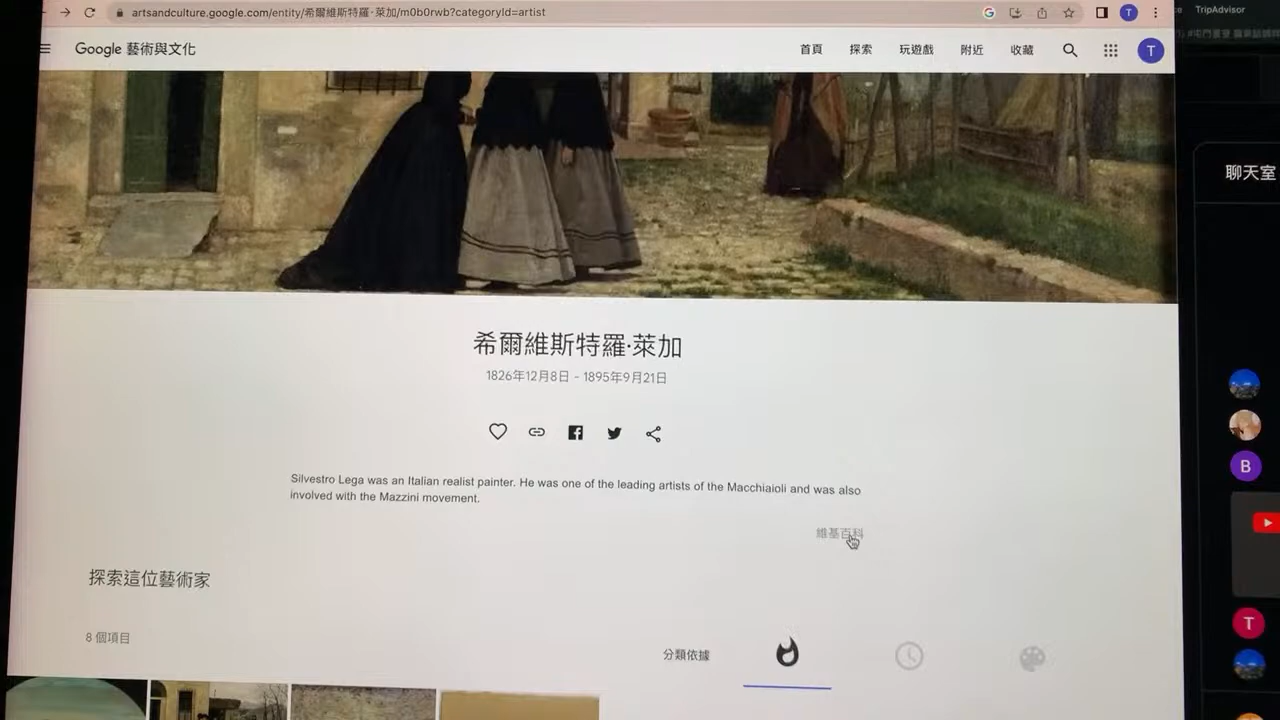 TripAdvisor
artsandculture.google.com/entity/希爾維斯特羅·萊加/m0b0rwb?categoryId=artist
Google 藝術與文化
首頁 探索 玩遊戲 附近 收藏
T
T
聊天室
希爾維斯特羅·萊加
1826年12月8日 - 1895年9月21日
Silvestro Lega was an Italian realist painter. He was one of the leading artists of the Macchiaioli and was also
involved with the Mazzini movement.
維基百科
B
探索這位藝術家
T
8 個項目
分類依據